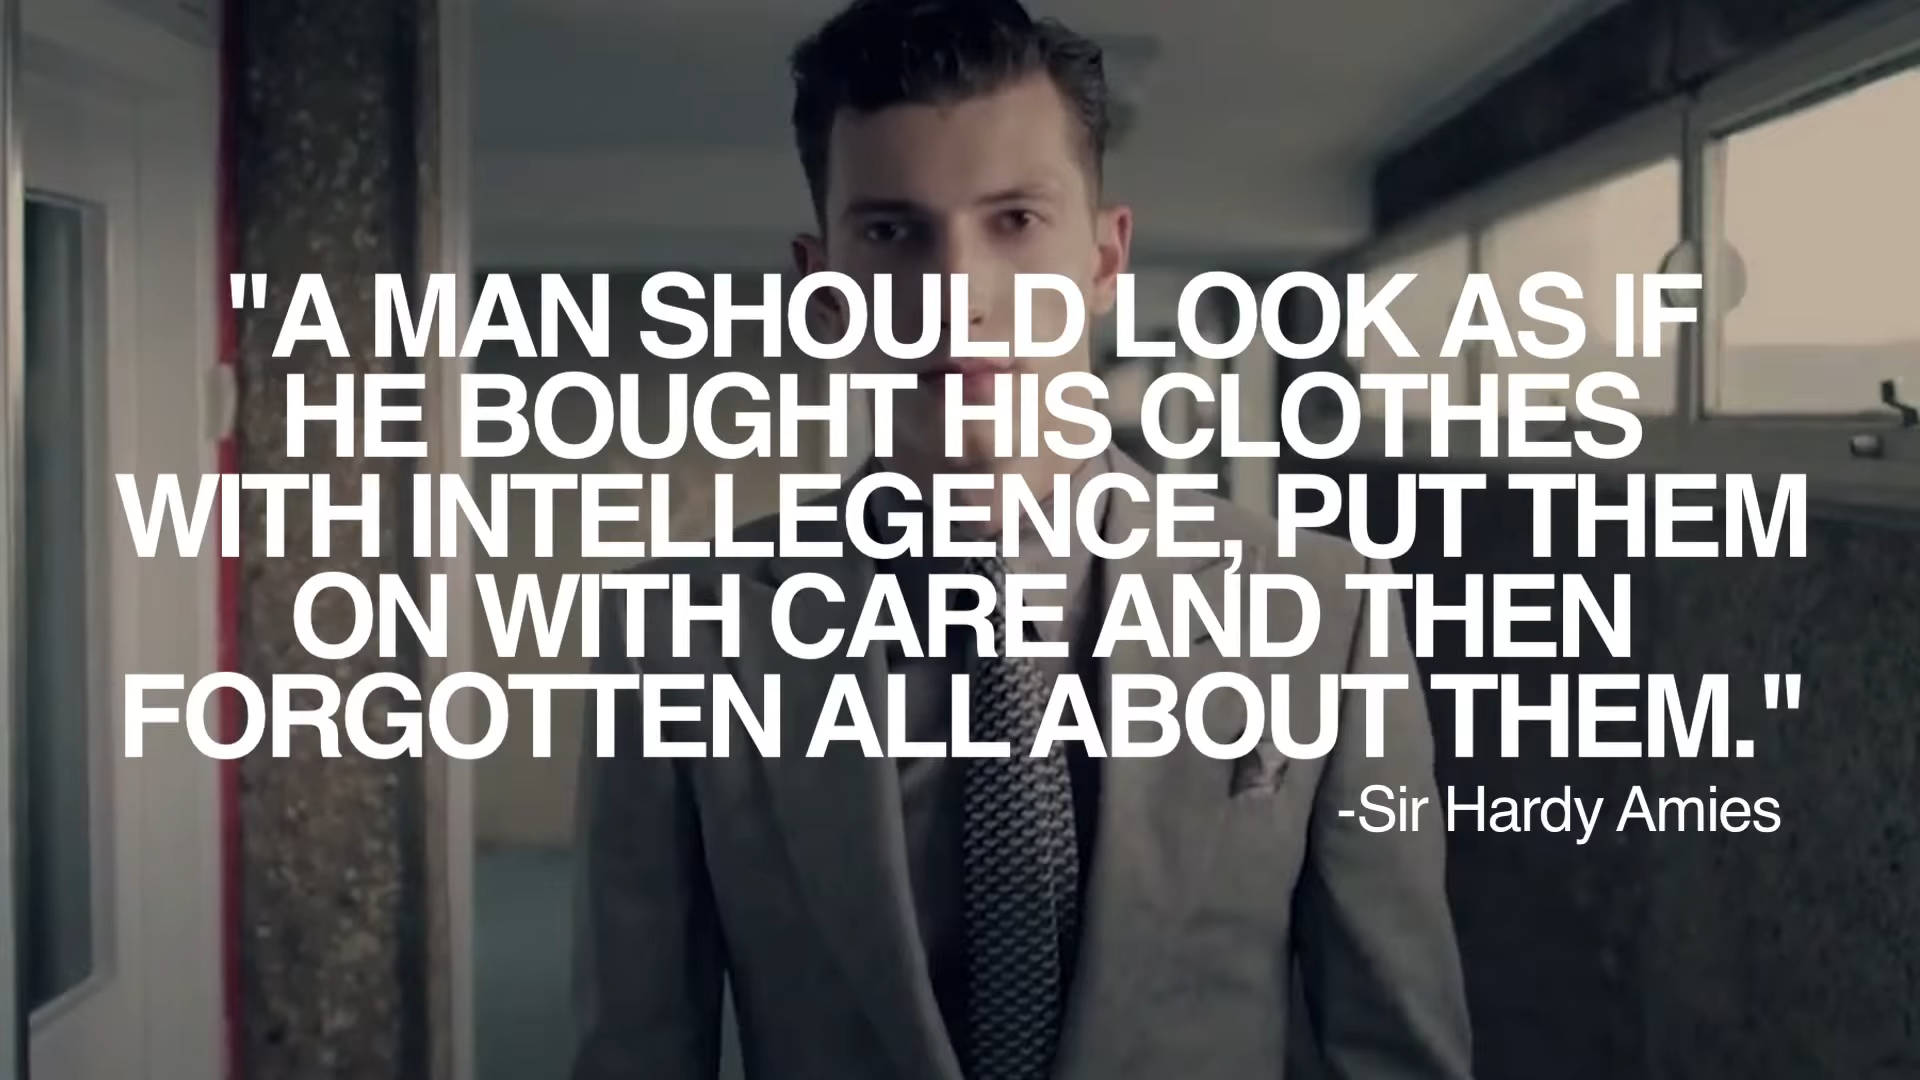 "A MAN SHOULD LOOK AS IF
HE BOUGHT HIS CLOTHES
WITH INTELLEGENCE, PUT THEM
ON WITH CARE AND THEN
FORGOTTEN ALL ABOUT THEM."
-Sir Hardy Amies